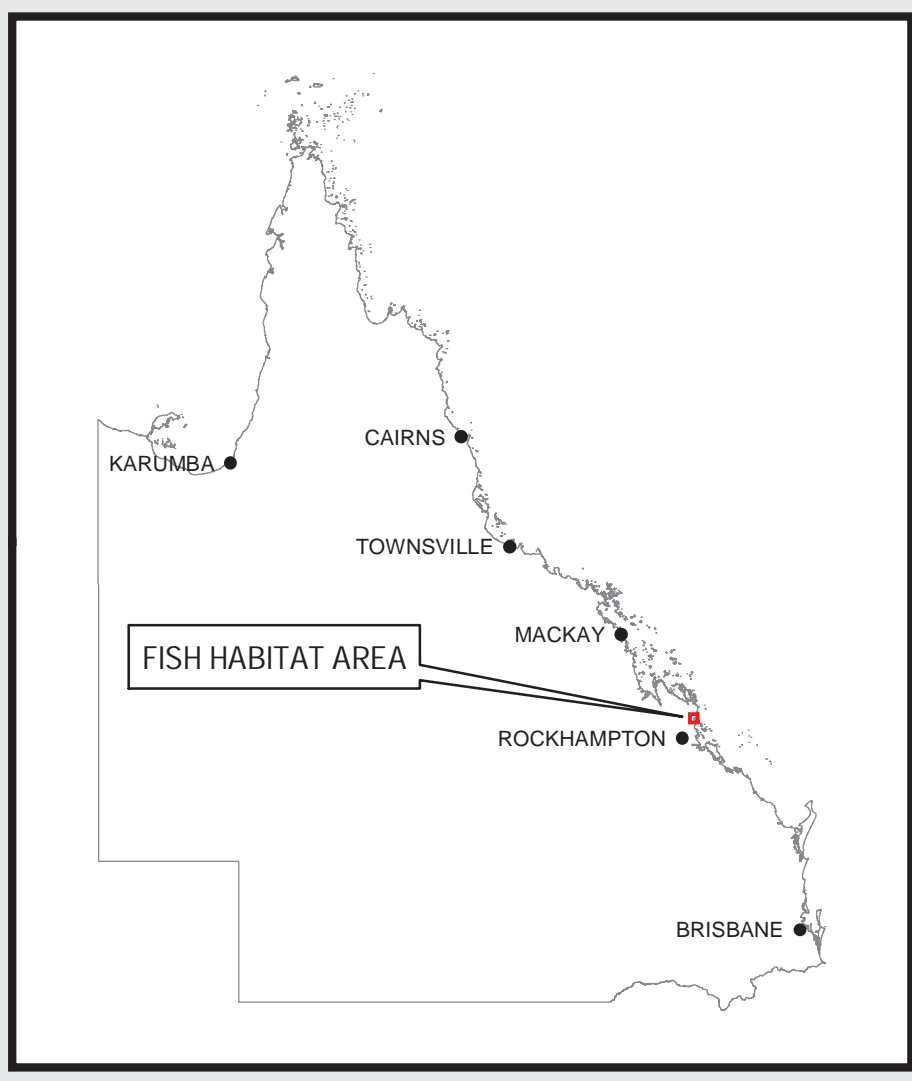 CAIRNS
KARUMBA
TOWNSVILLE
MACKAY
FISH HABITAT AREA
ROCKHAMPTON
BRISBANE